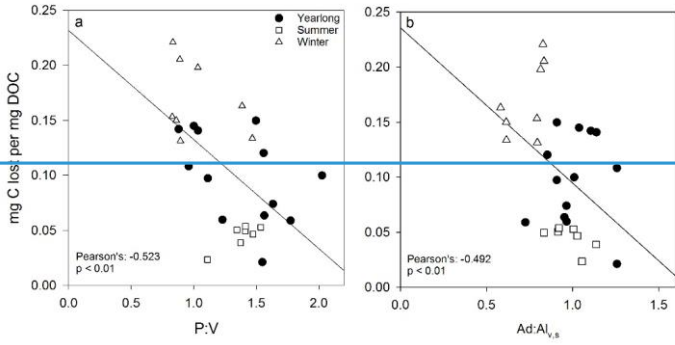 a
Yearlong
Summer
Winter
mg C lost per mg DOC
0.25
0.20
0.15
0.10
0.05
0.00
Pearson's: -0.523
p < 0.01
0.0 0.5 1.0 1.5 2.0
P:V
b
0.25
0.20
0.15
0.10
0.05
0.00
Pearson's: -0.492
p < 0.01
0.0 0.5 1.0 1.5
Ad:Alv,s